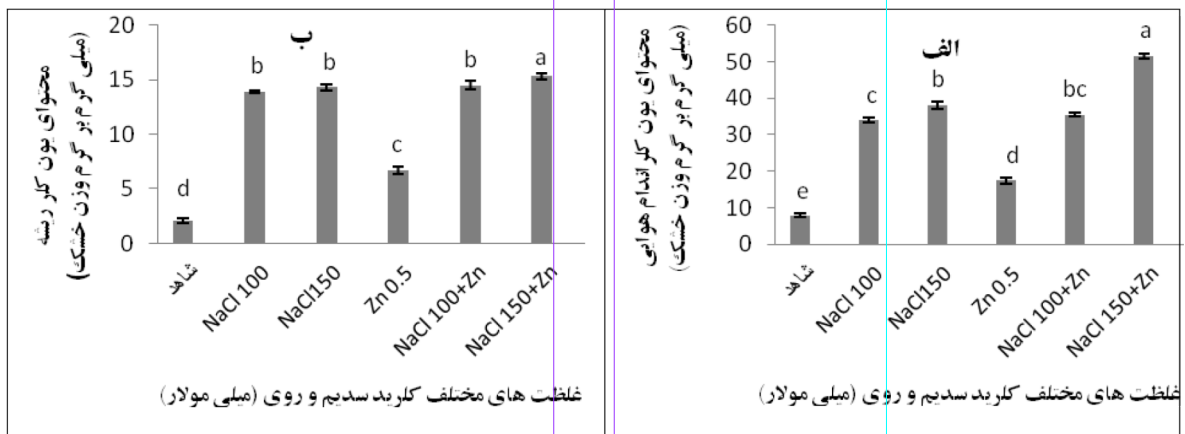 الف
محتوای یون کلر اندام هوایی
(میلی گرم بر گرم وزن خشک)
60
50
40
30
20
10
0
e
c
b
d
bc
a
شاهد
NaCl 100
NaCl150
Zn 0.5
NaCl 100+Zn
NaCl 150+Zn
غلظت های مختلف کلرید سدیم و روی (میلی مولار)
ب
محتوای یون کلر ریشه
(میلی گرم بر گرم وزن خشک)
20
15
10
5
0
d
b
b
c
b
a
شاهد
NaCl 100
NaCl150
Zn 0.5
NaCl 100+Zn
NaCl 150+Zn
غلظت های مختلف کلرید سدیم و روی (میلی مولار)